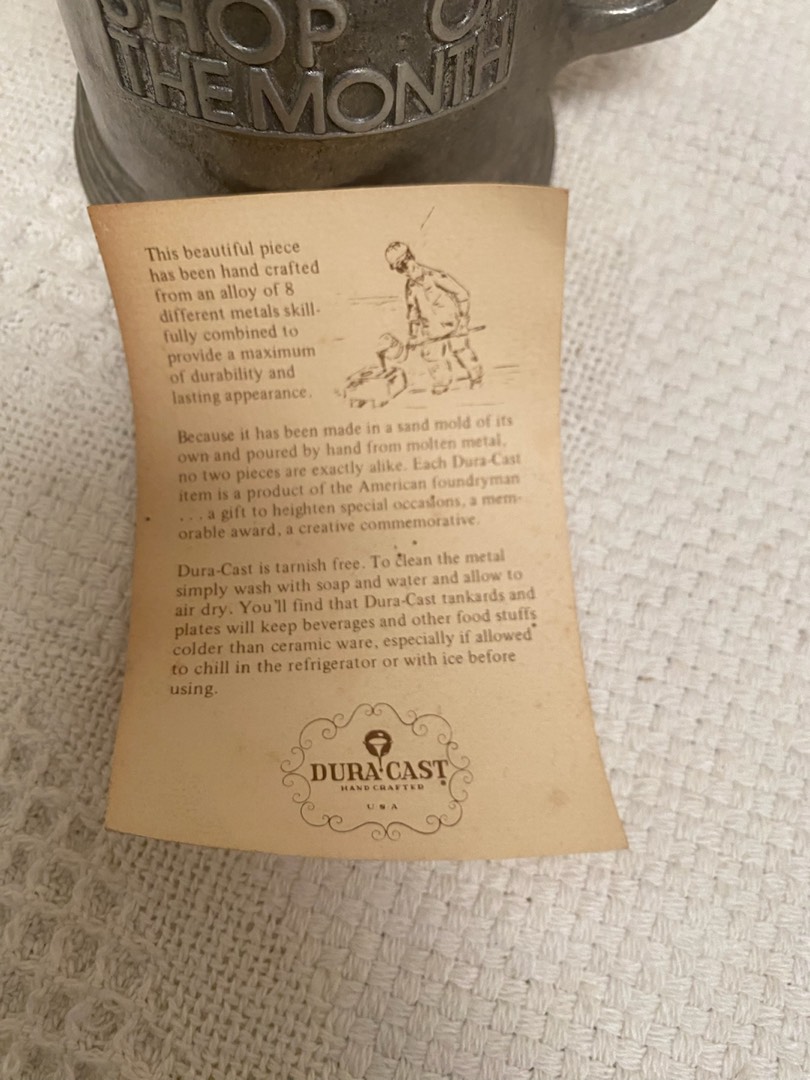 SHOP OF
THE MONTH
This beautiful piece
has been hand crafted
from an alloy of 8
different metals skill-
fully combined to
provide a maximum
of durability and
lasting appearance.
Because it has been made in a sand mold of its
own and poured by hand from molten metal,
no two pieces are exactly alike. Each Dura-Cast
item is a product of the American foundryman
. . . a gift to heighten special occasions, a mem-
orable award, a creative commemorative.
Dura-Cast is tarnish free. To clean the metal
simply wash with soap and water and allow to
air dry. You'll find that Dura-Cast tankards and
plates will keep beverages and other food stuffs
colder than ceramic ware, especially if allowed
to chill in the refrigerator or with ice before
using.
DURA-CAST
HAND CRAFTED
USA